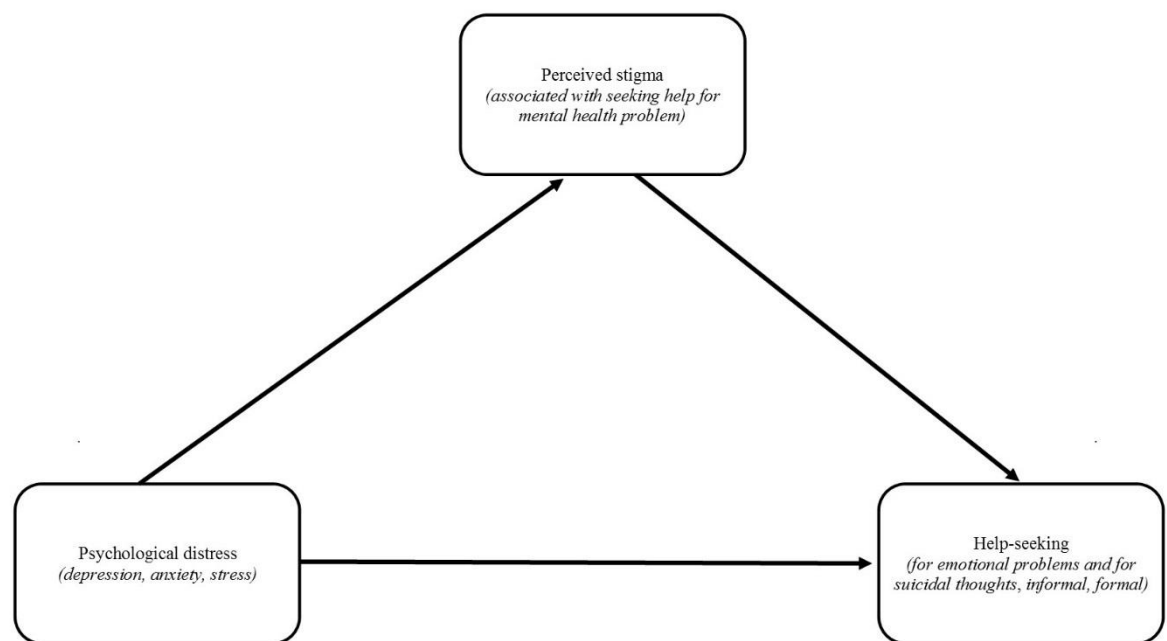 Perceived stigma
(associated with seeking help for
mental health problem)
Psychological distress
(depression, anxiety, stress)
Help-seeking
(for emotional problems and for
suicidal thoughts, informal, formal)